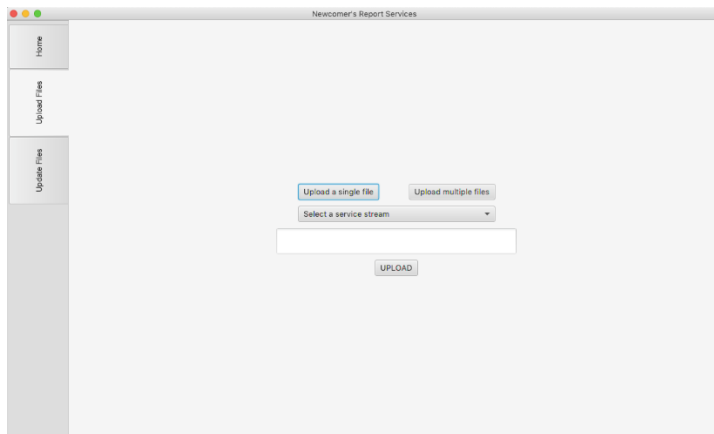 Newcomer's Report Services
Home
Upload Files
Update Files
Upload a single file
Upload multiple files
Select a service stream
UPLOAD